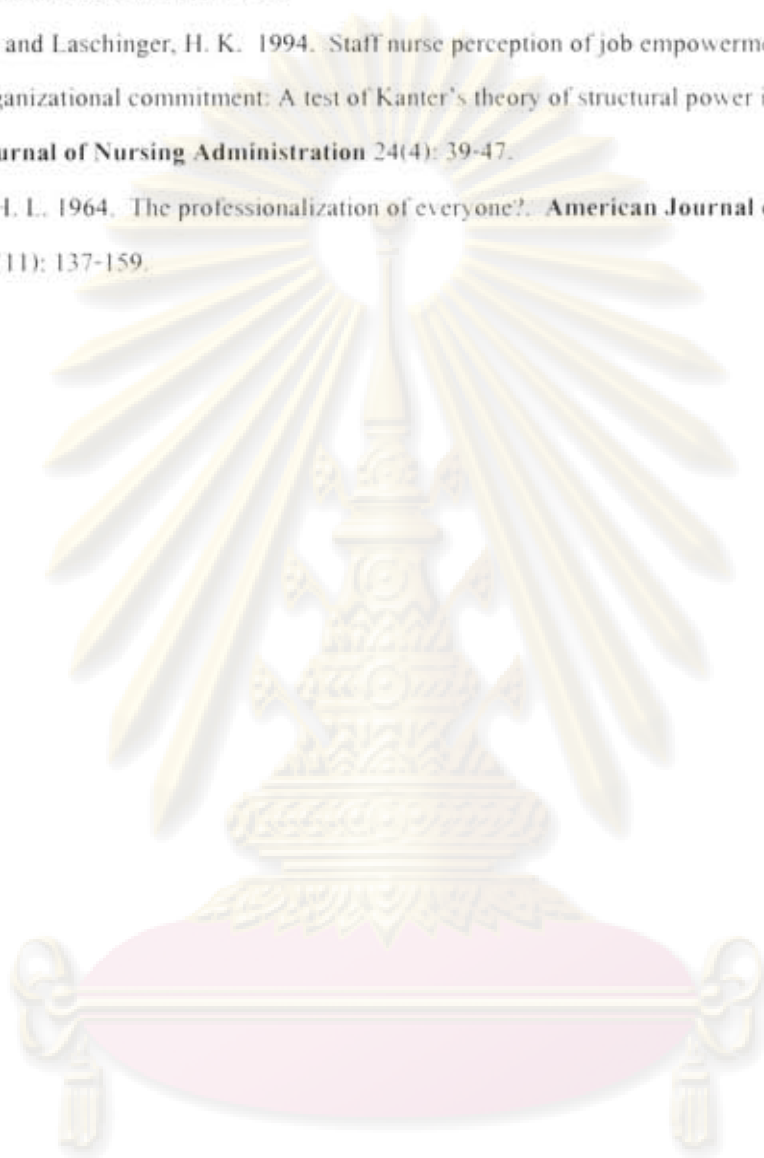 and Laschinger, H. K. 1994. Staff nurse perception of job empowerme
ganizational commitment: A test of Kanter's theory of structural power i
urnal of Nursing Administration 24(4): 39-47.
H. L. 1964. The professionalization of everyone?. American Journal
11): 137-159.